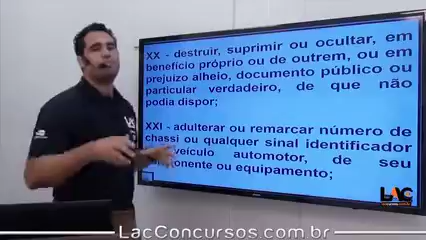 XX - destruir, suprimir ou ocultar, em
benefício próprio ou de outrem, ou em
prejuízo alheio, documento público ou
particular verdadeiro, de que não
podia dispor;
XXI - adulterar ou remarcar número de
chassi ou qualquer sinal identificador
veículo automotor, de seu
ou equipamento;
LAC
LAC
LacConcursos.com.br